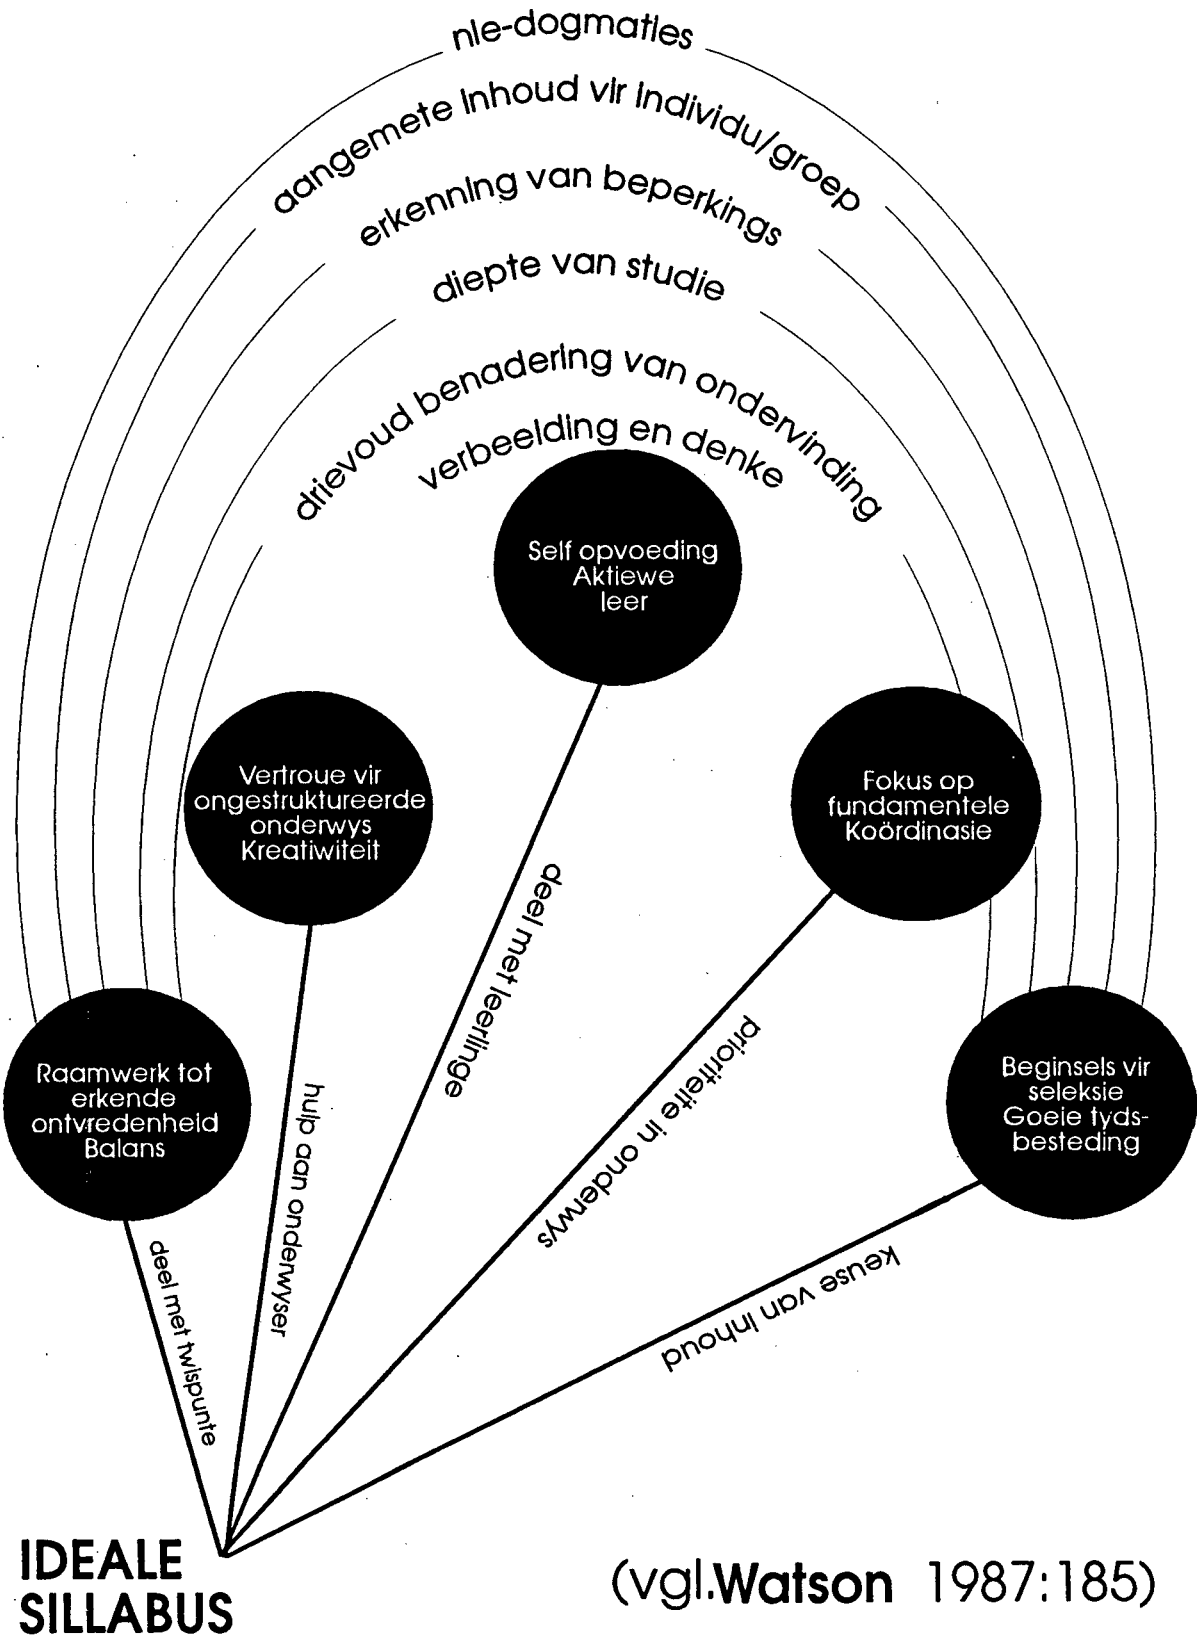 nie-dogmaties
aangemete inhoud vir individu/groep
erkenning van beperkings
diepte van studie
drievoud benadering van ondervinding
verbeelding en denke
Self opvoeding
Aktiewe
leer
Vertroue vir
ongestruktureerde
onderwys
Kreatiwiteit
Fokus op
fundamentele
Koördinasie
Raamwerk tot
erkende
ontvredenheid
Balans
Beginsels vir
seleksie
Goeie tyds-
besteding
deel met twispunte
hulp aan onderwyser
deel met leerlinge
prioriteite in onderwys
keuse van inhoud
IDEALE
SILLABUS
(vgl.Watson 1987:185)